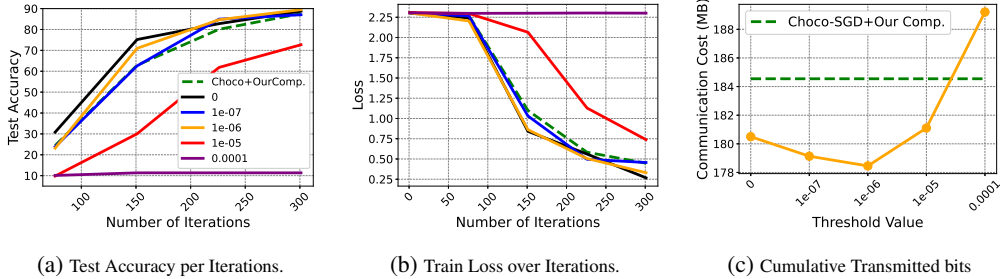 Test Accuracy
90
80
70
60
50
40
30
20
10
Choco+OurComp.
0
1e-07
1e-06
1e-05
0.0001
100
150
200
250
300
Number of Iterations
(a) Test Accuracy per Iterations.
Loss
2.25
2.00
1.75
1.50
1.25
1.00
0.75
0.50
0.25
0
50
100
150
200
250
300
Number of Iterations
(b) Train Loss over Iterations.
Communication Cost (MB)
188
186
184
182
180
178
Choco-SGD+Our Comp.
0
1e-07
1e-06
1e-05
0.0001
Threshold Value
(c) Cumulative Transmitted bits